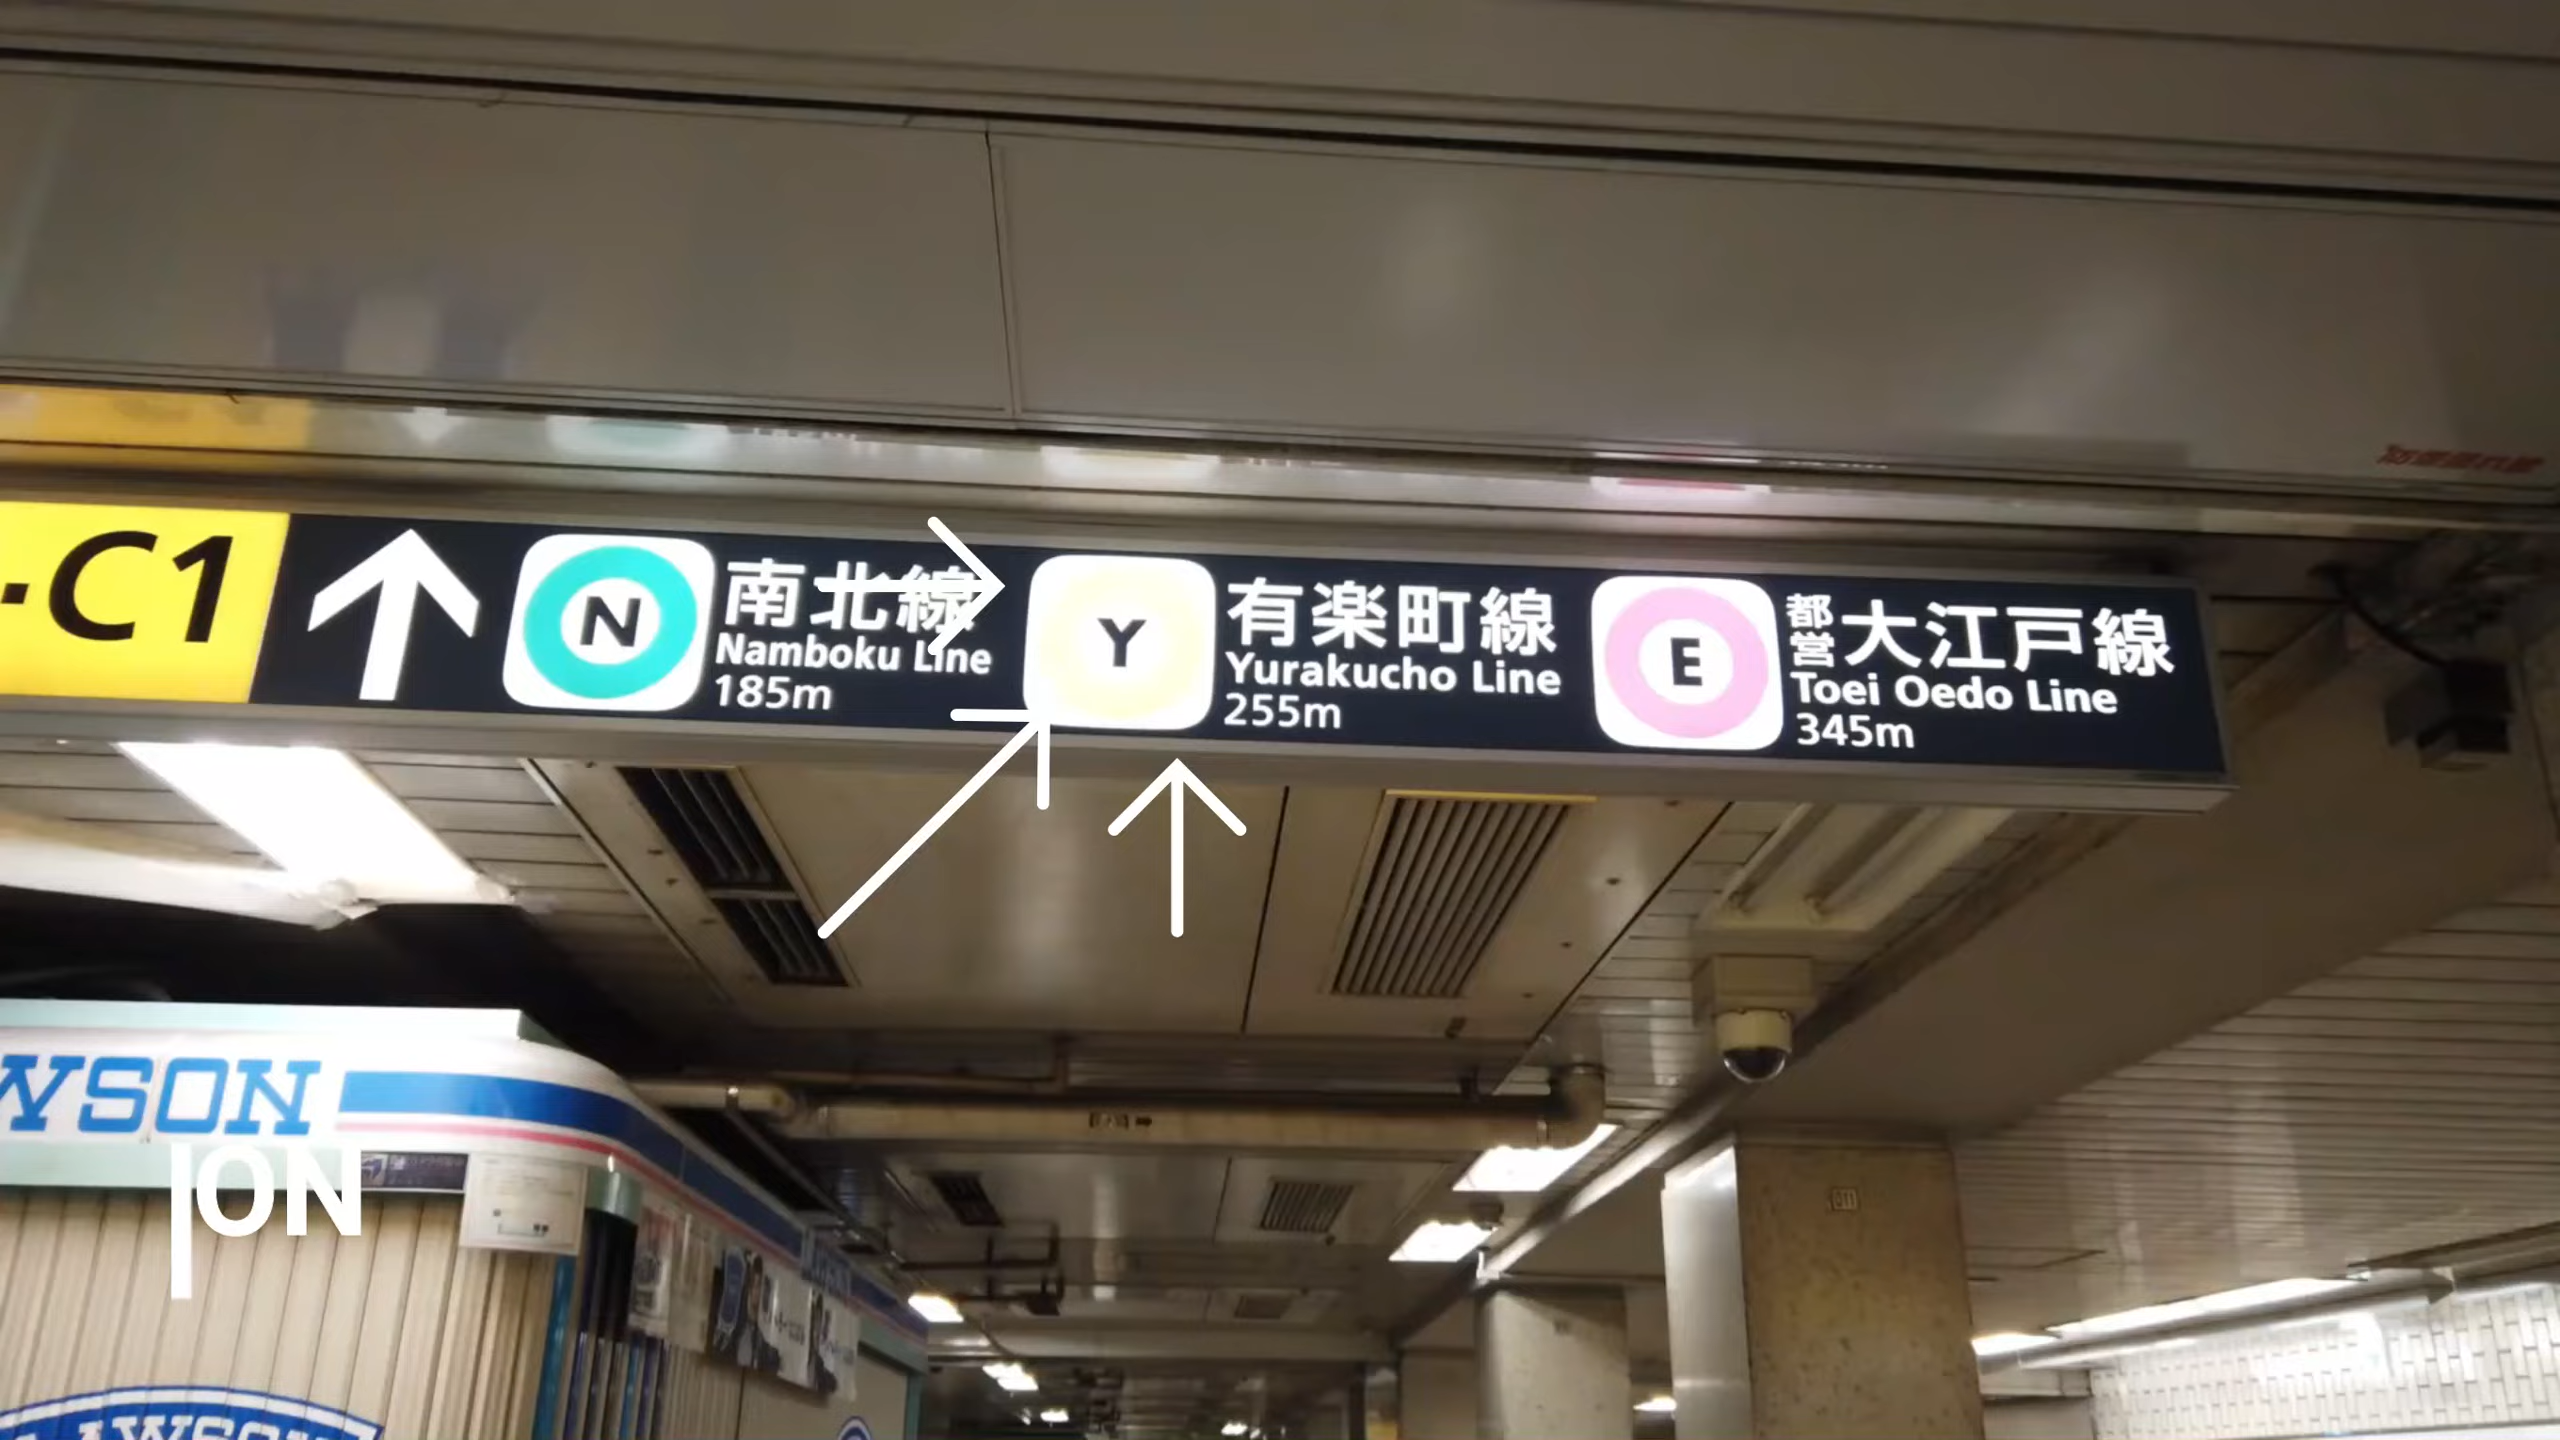 ·C1
N
南北線
Namboku Line
185m
Y
有楽町線
Yurakucho Line
255m
E
都営大江戸線
Toei Oedo Line
345m
WSON
ON
LAWSON